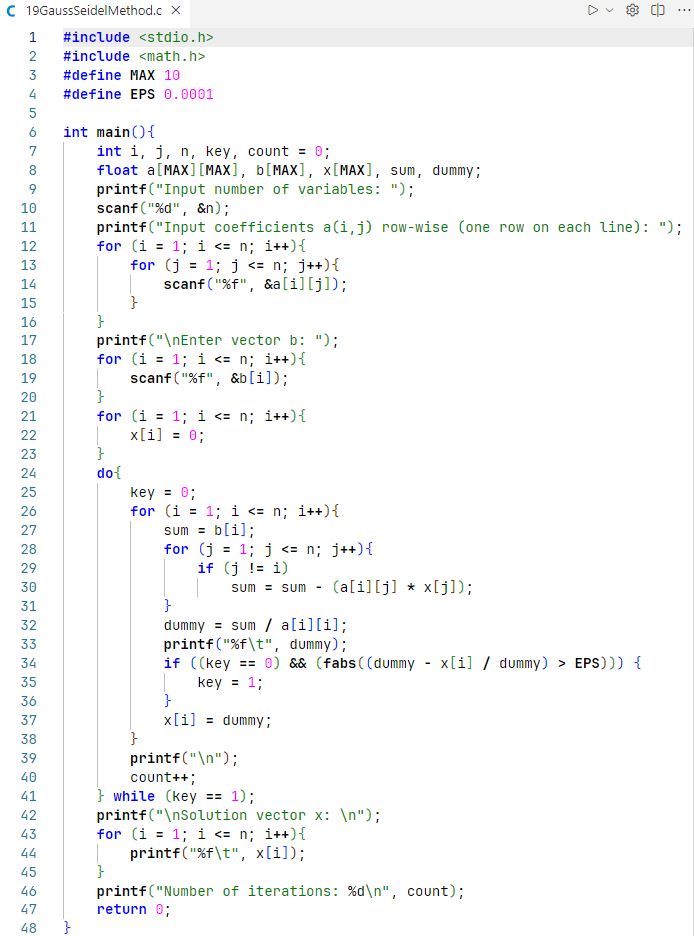 19GaussSeidelMethod.c
1 #include <stdio.h>
2 #include <math.h>
3 #define MAX 10
4 #define EPS 0.0001
5
6 int main(){
7     int i, j, n, key, count = 0;
8     float a[MAX][MAX], b[MAX], x[MAX], sum, dummy;
9     printf("Input number of variables: ");
10     scanf("%d", &n);
11     printf("Input coefficients a(i,j) row-wise (one row on each line): ");
12     for (i = 1; i <= n; i++){
13         for (j = 1; j <= n; j++){
14             scanf("%f", &a[i][j]);
15         }
16     }
17     printf("\nEnter vector b: ");
18     for (i = 1; i <= n; i++){
19         scanf("%f", &b[i]);
20     }
21     for (i = 1; i <= n; i++){
22         x[i] = 0;
23     }
24     do{
25         key = 0;
26         for (i = 1; i <= n; i++){
27             sum = b[i];
28             for (j = 1; j <= n; j++){
29                 if (j != i)
30                     sum = sum - (a[i][j] * x[j]);
31             }
32             dummy = sum / a[i][i];
33             printf("%f\t", dummy);
34             if ((key == 0) && (fabs((dummy - x[i] / dummy) > EPS))) {
35                 key = 1;
36             }
37             x[i] = dummy;
38         }
39         printf("\n");
40         count++;
41     } while (key == 1);
42     printf("\nSolution vector x: \n");
43     for (i = 1; i <= n; i++){
44         printf("%f\t", x[i]);
45     }
46     printf("Number of iterations: %d\n", count);
47     return 0;
48 }